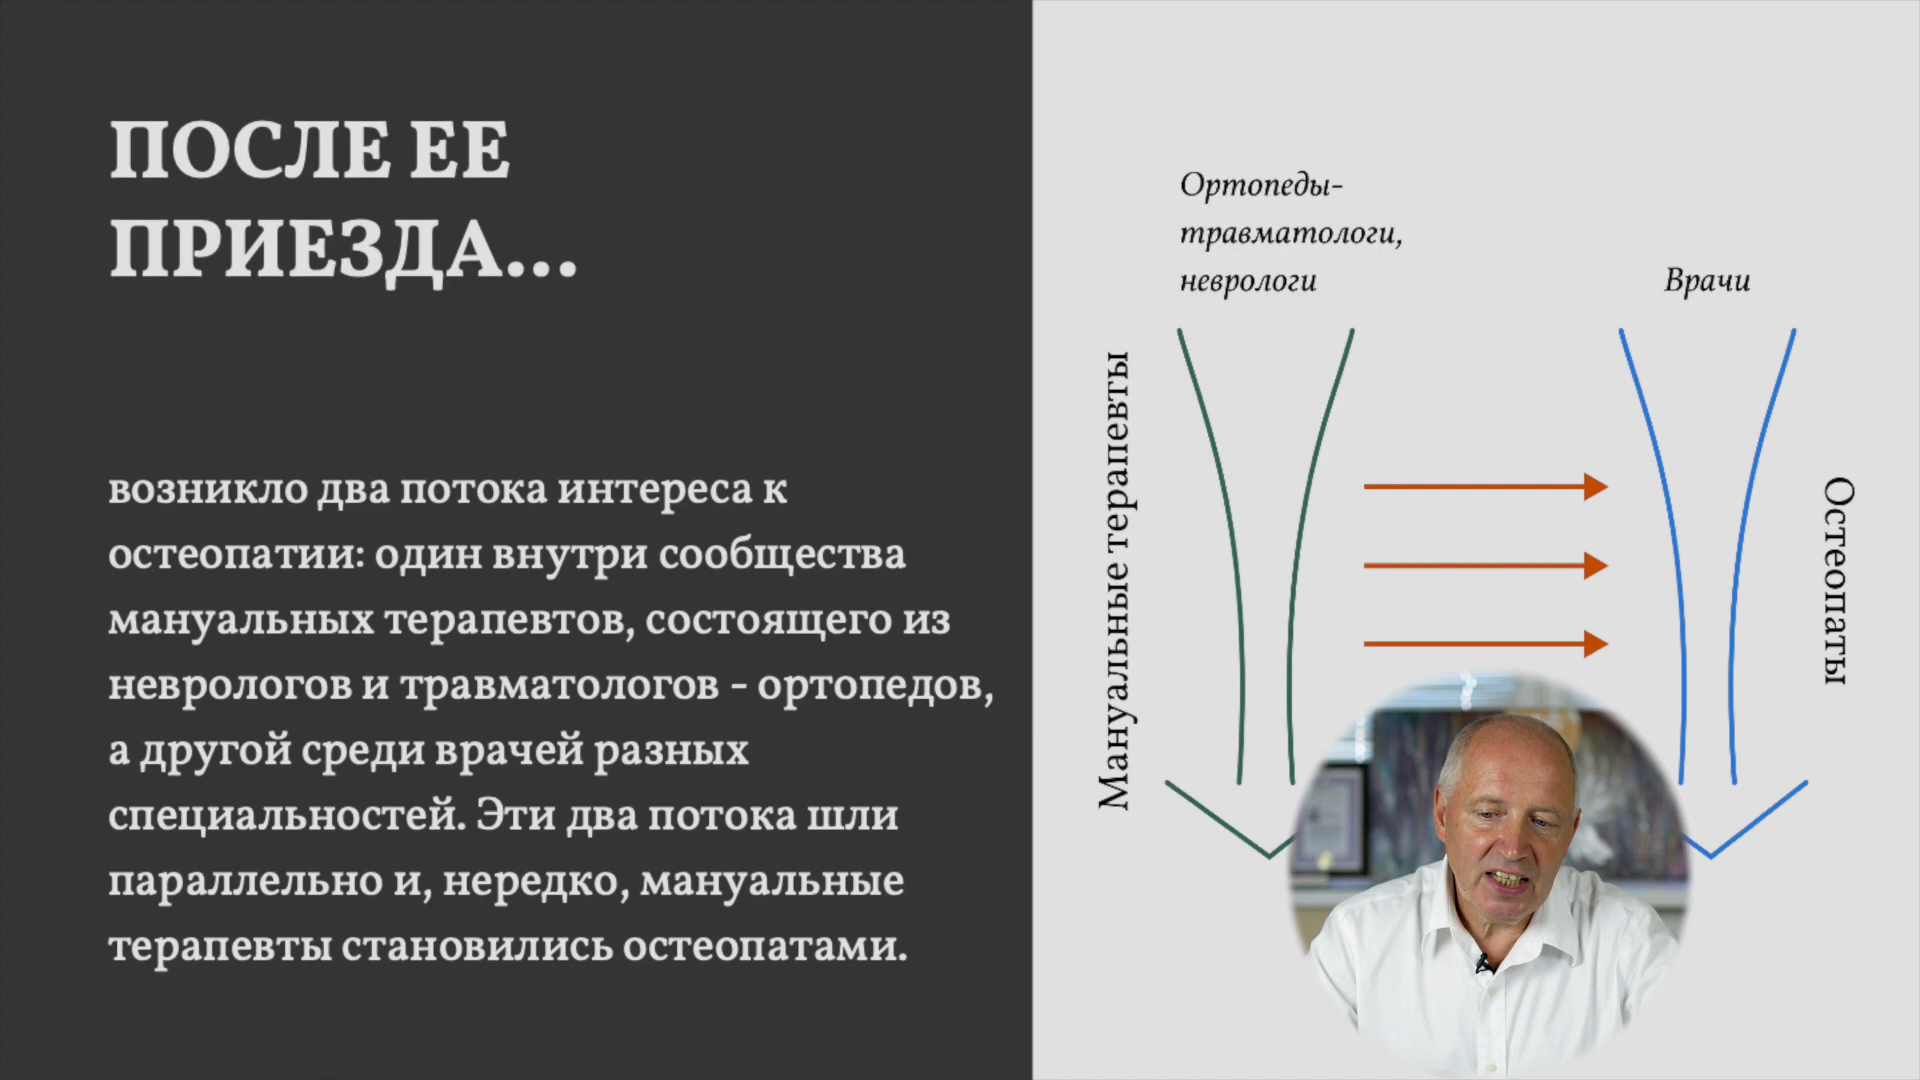 ПОСЛЕ ЕЕ
ПРИЕЗДА...
возникло два потока интереса к
остеопатии: один внутри сообщества
мануальных терапевтов, состоящего из
неврологов и травматологов - ортопедов,
а другой среди врачей разных
специальностей. Эти два потока шли
параллельно и, нередко, мануальные
терапевты становились остеопатами.
Ортопеды-
травматологи,
неврологи
Врачи
Мануальные терапевты
Остеопаты